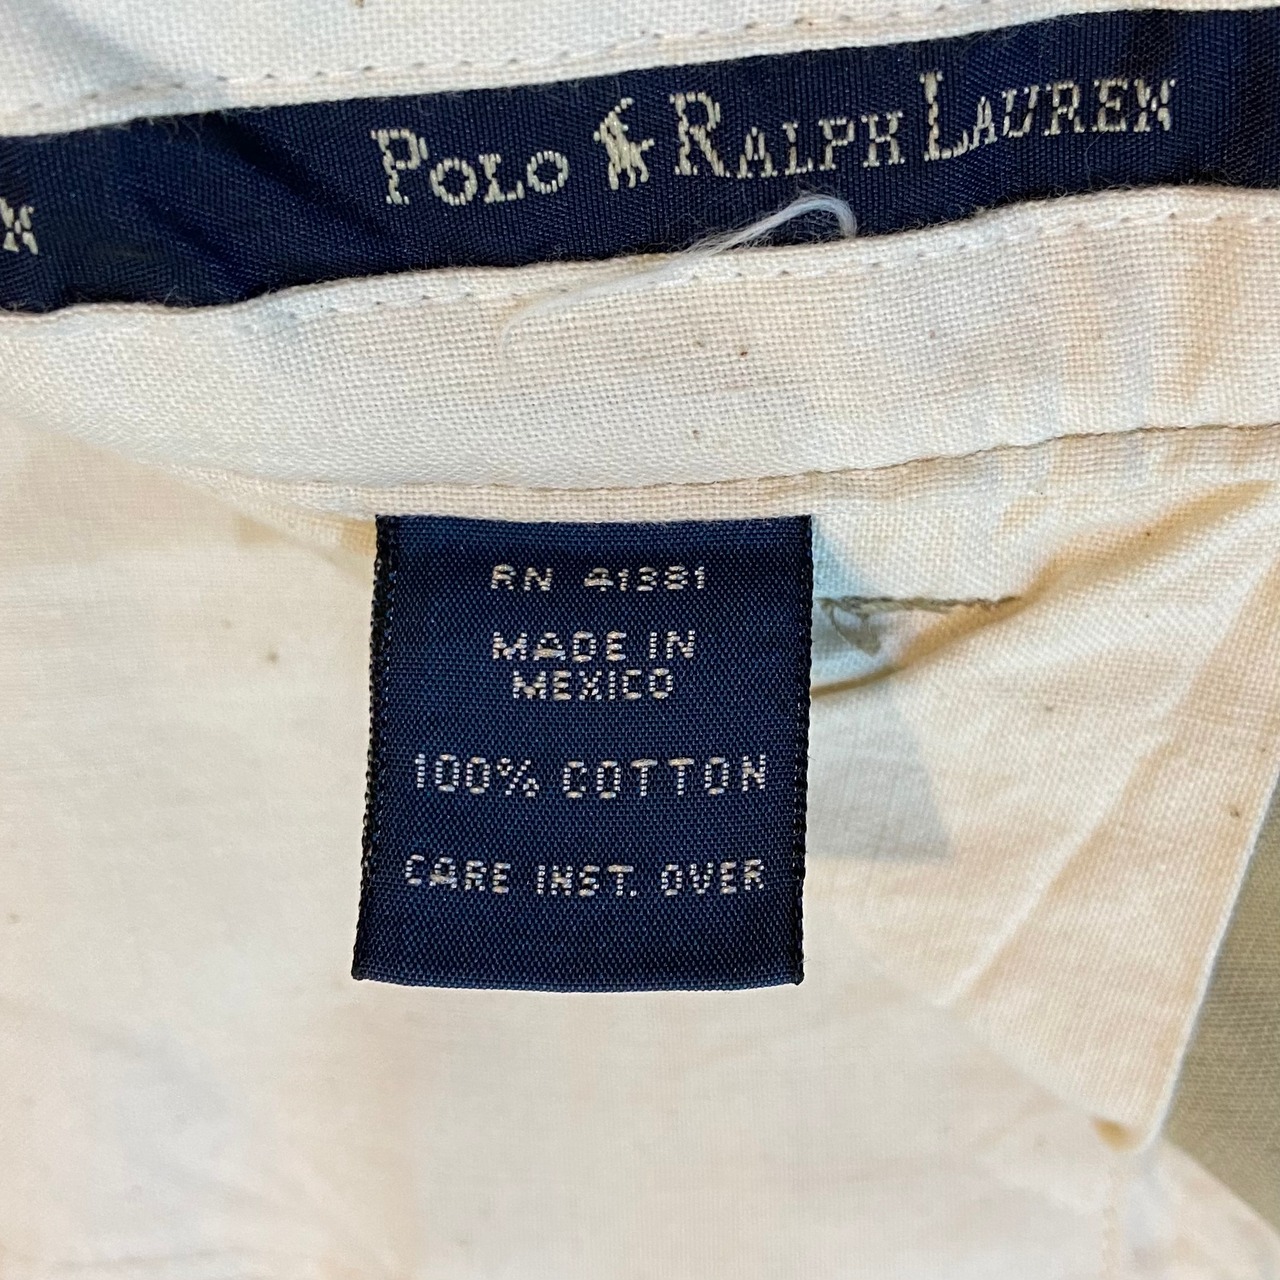 POLO RALPH LAUREN
RN 41381
MADE IN
MEXICO
100% COTTON
CARE INST. OVER